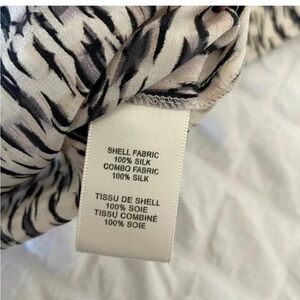 SHELL FABRIC
100% SILK
COMBO FABRIC
100% SILK
TISSU DE SHELL
100% SOIE
TISSU COMBINÉ
100% SOIE